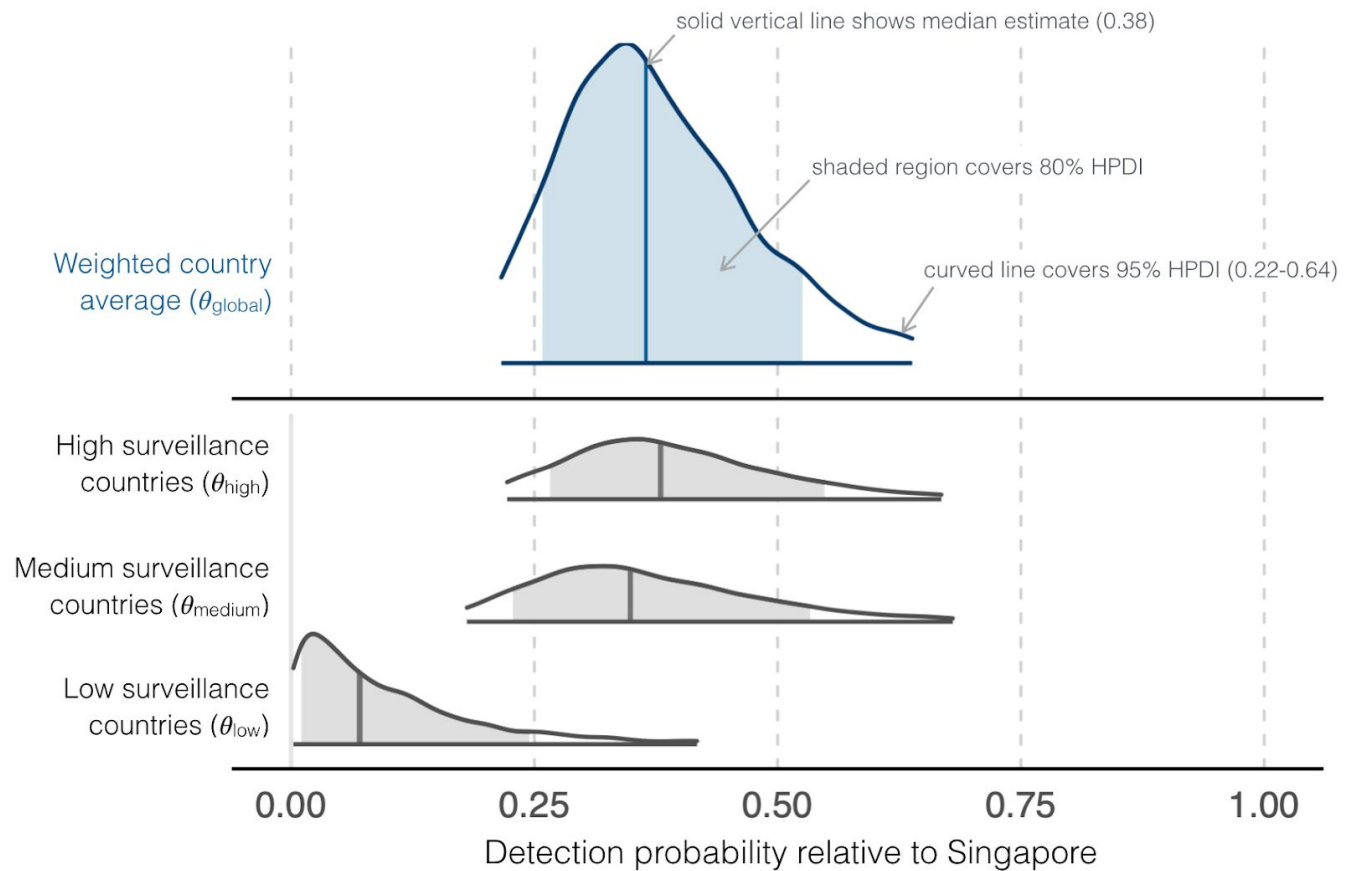 solid vertical line shows median estimate (0.38)
shaded region covers 80% HPDI
Weighted country
average (θglobal)
curved line covers 95% HPDI (0.22-0.64)
High surveillance
countries (θhigh)
Medium surveillance
countries (θmedium)
Low surveillance
countries (θlow)
0.00 0.25 0.50 0.75 1.00
Detection probability relative to Singapore